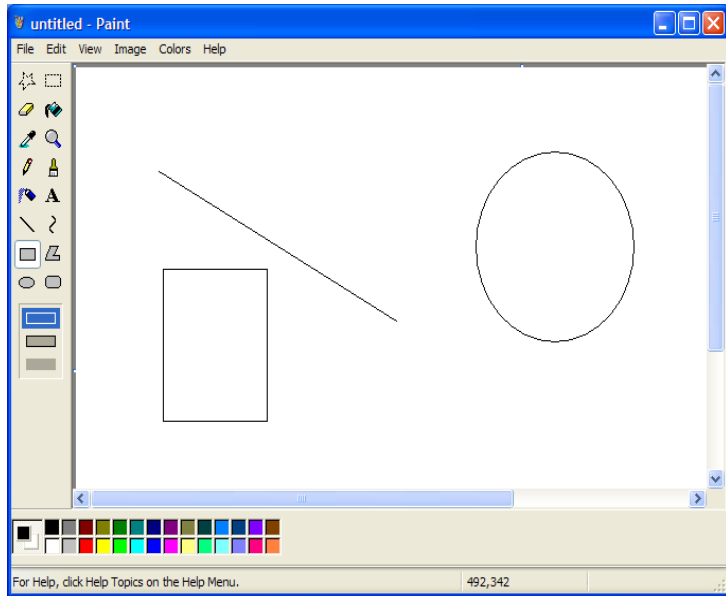 untitled - Paint
File Edit View Image Colors Help
A
For Help, click Help Topics on the Help Menu.
492,342